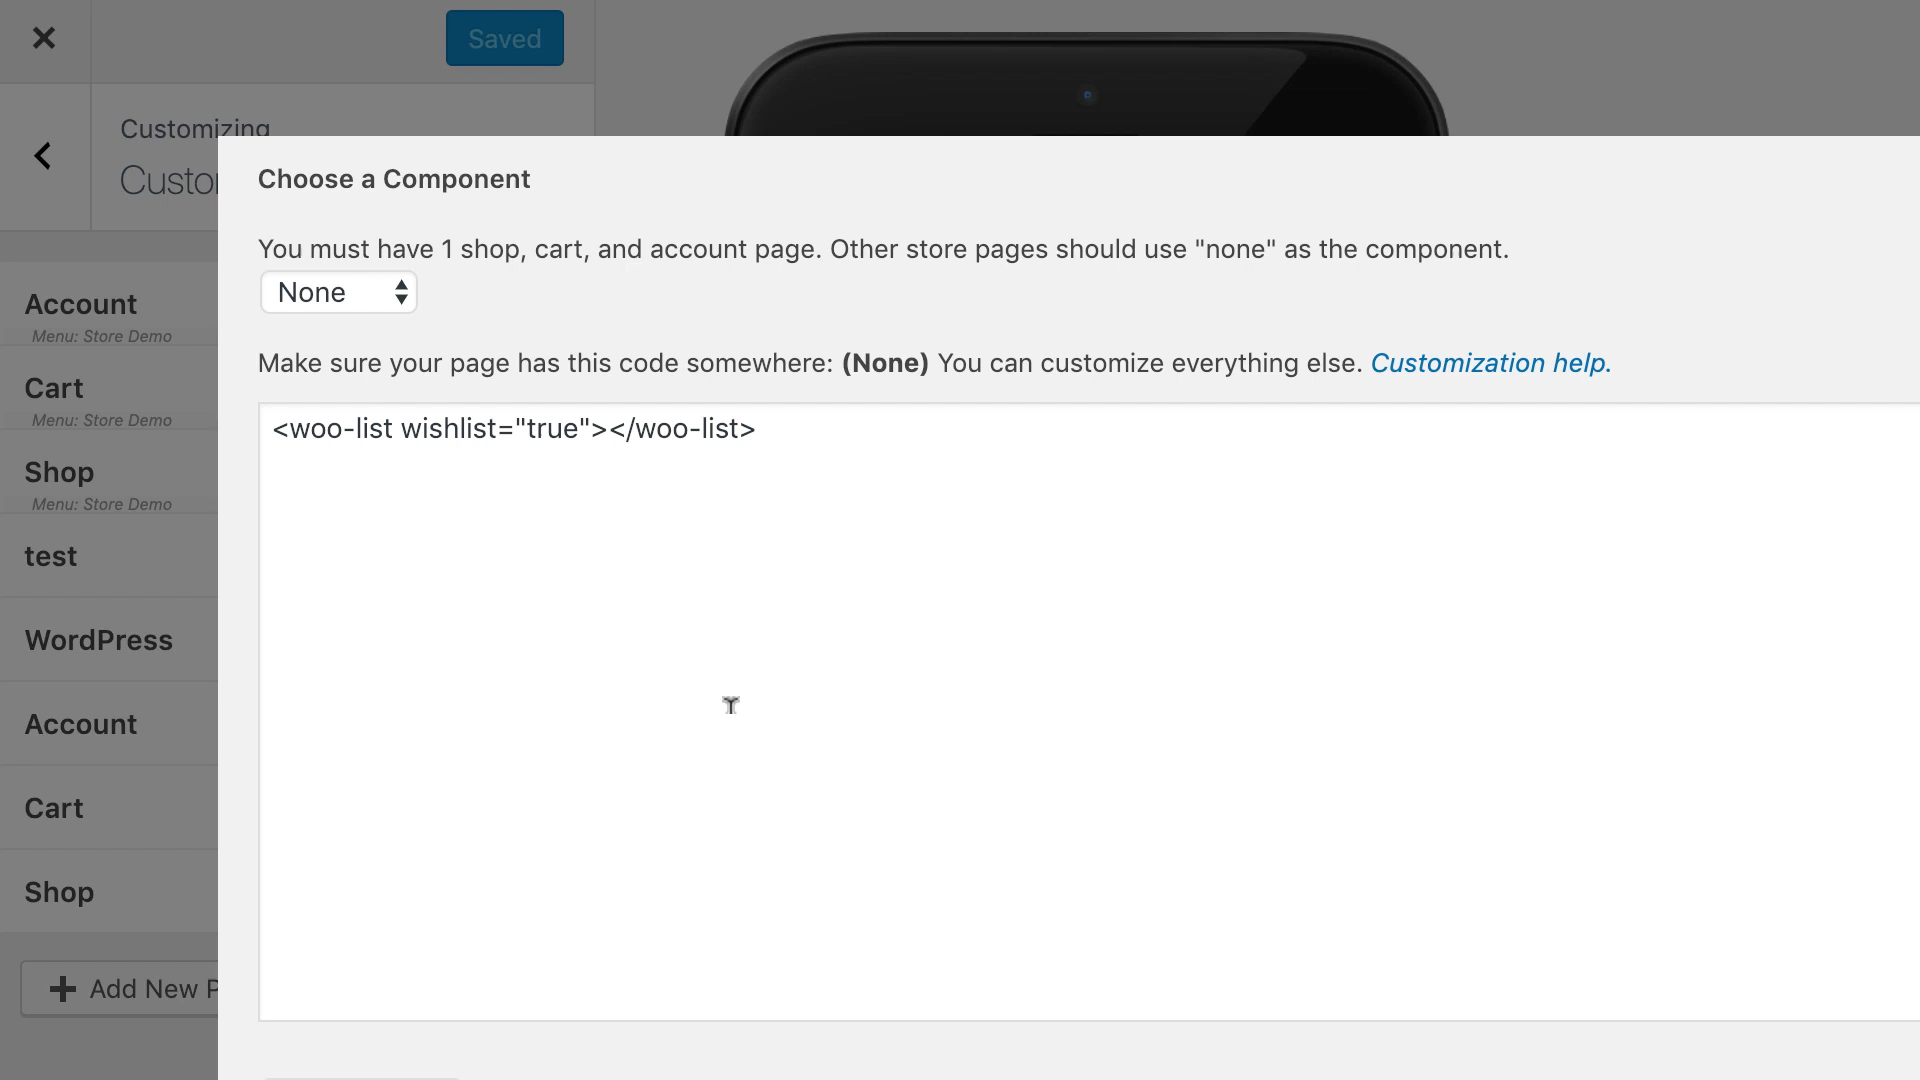 Saved
Customizing
Custo
Choose a Component
You must have 1 shop, cart, and account page. Other store pages should use "none" as the component.
None
Make sure your page has this code somewhere: (None) You can customize everything else. Customization help.
<woo-list wishlist="true"></woo-list>
Account
Menu: Store Demo
Cart
Menu: Store Demo
Shop
Menu: Store Demo
test
WordPress
Account
Cart
Shop
Add New P